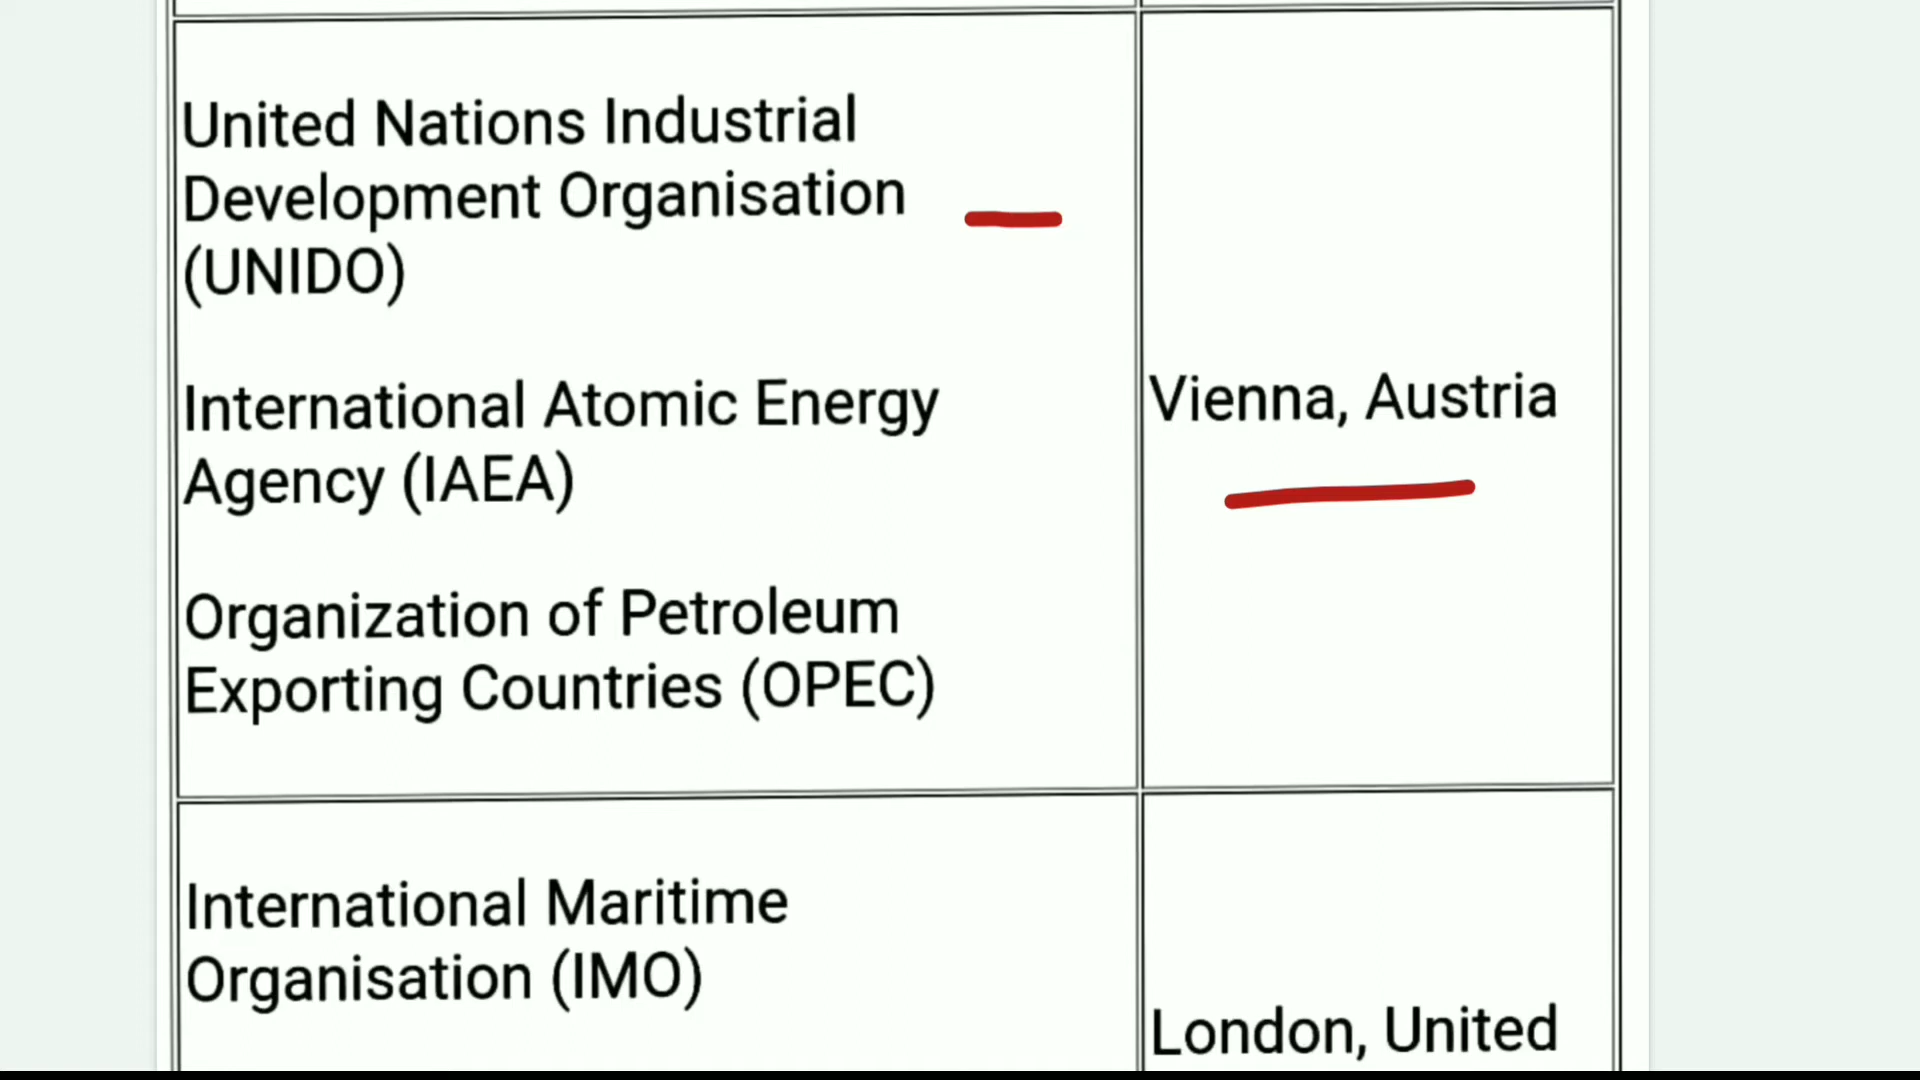 United Nations Industrial
Development Organisation
(UNIDO)
International Atomic Energy
Agency (IAEA)
Organization of Petroleum
Exporting Countries (OPEC)
Vienna, Austria
International Maritime
Organisation (IMO)
London, United